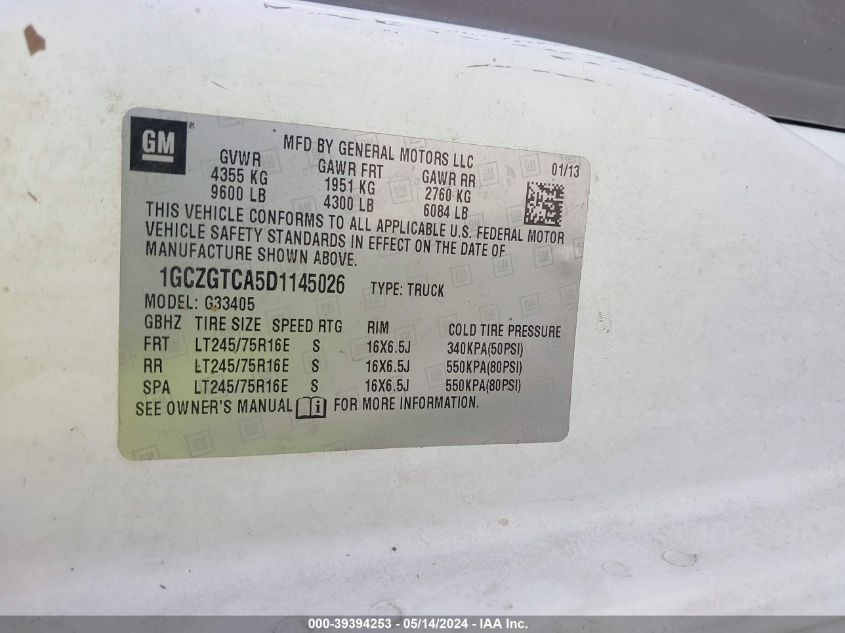 GM ®
MFD BY GENERAL MOTORS LLC 01/13
GVWR GAWR FRT GAWR RR
4355 KG 1951 KG 2760 KG
9600 LB 4300 LB 6084 LB
THIS VEHICLE CONFORMS TO ALL APPLICABLE U.S. FEDERAL MOTOR
VEHICLE SAFETY STANDARDS IN EFFECT ON THE DATE OF
MANUFACTURE SHOWN ABOVE.
1GCZGTCA5D1145026 TYPE: TRUCK
MODEL: G33405
GBHZ TIRE SIZE SPEED RTG RIM COLD TIRE PRESSURE
FRT LT245/75R16E S 16X6.5J 340KPA(50PSI)
RR LT245/75R16E S 16X6.5J 550KPA(80PSI)
SPA LT245/75R16E S 16X6.5J 550KPA(80PSI)
SEE OWNER'S MANUAL i FOR MORE INFORMATION.
000-39394253 - 05/14/2024 - IAA Inc.